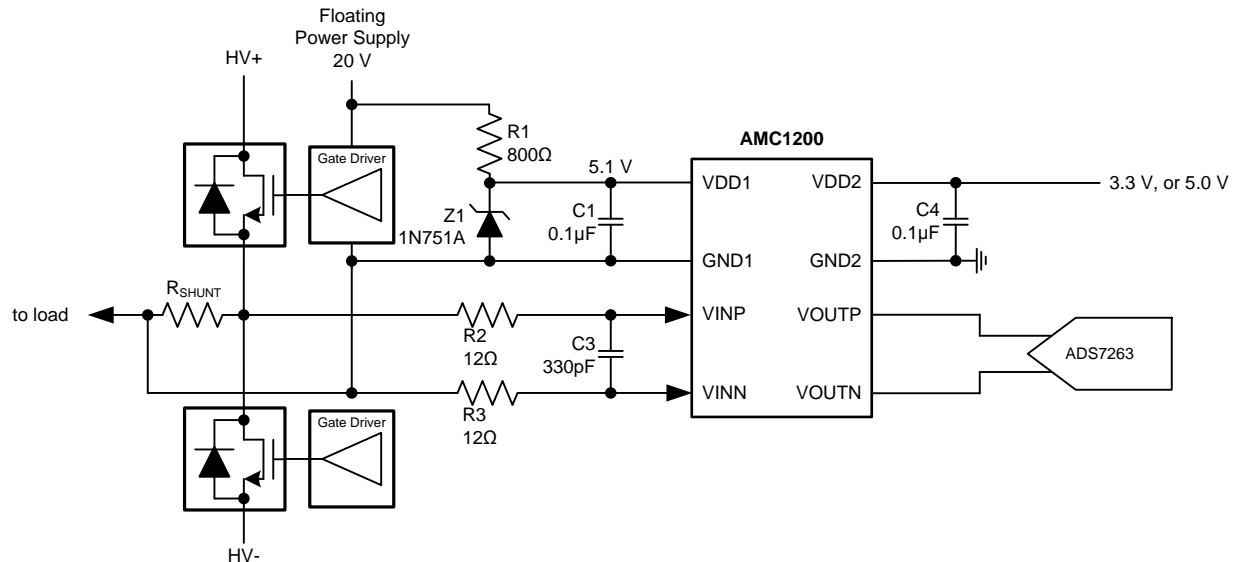 Floating
Power Supply
20 V
HV+
Gate Driver
R1
800Ω
5.1 V
Z1
1N751A
C1
0.1µF
AMC1200
VDD1
VDD2
GND1
GND2
VINP
VOUTP
VINN
VOUTN
3.3 V, or 5.0 V
C4
0.1µF
RSHUNT
to load
R2
12Ω
C3
330pF
R3
12Ω
ADS7263
Gate Driver
HV-